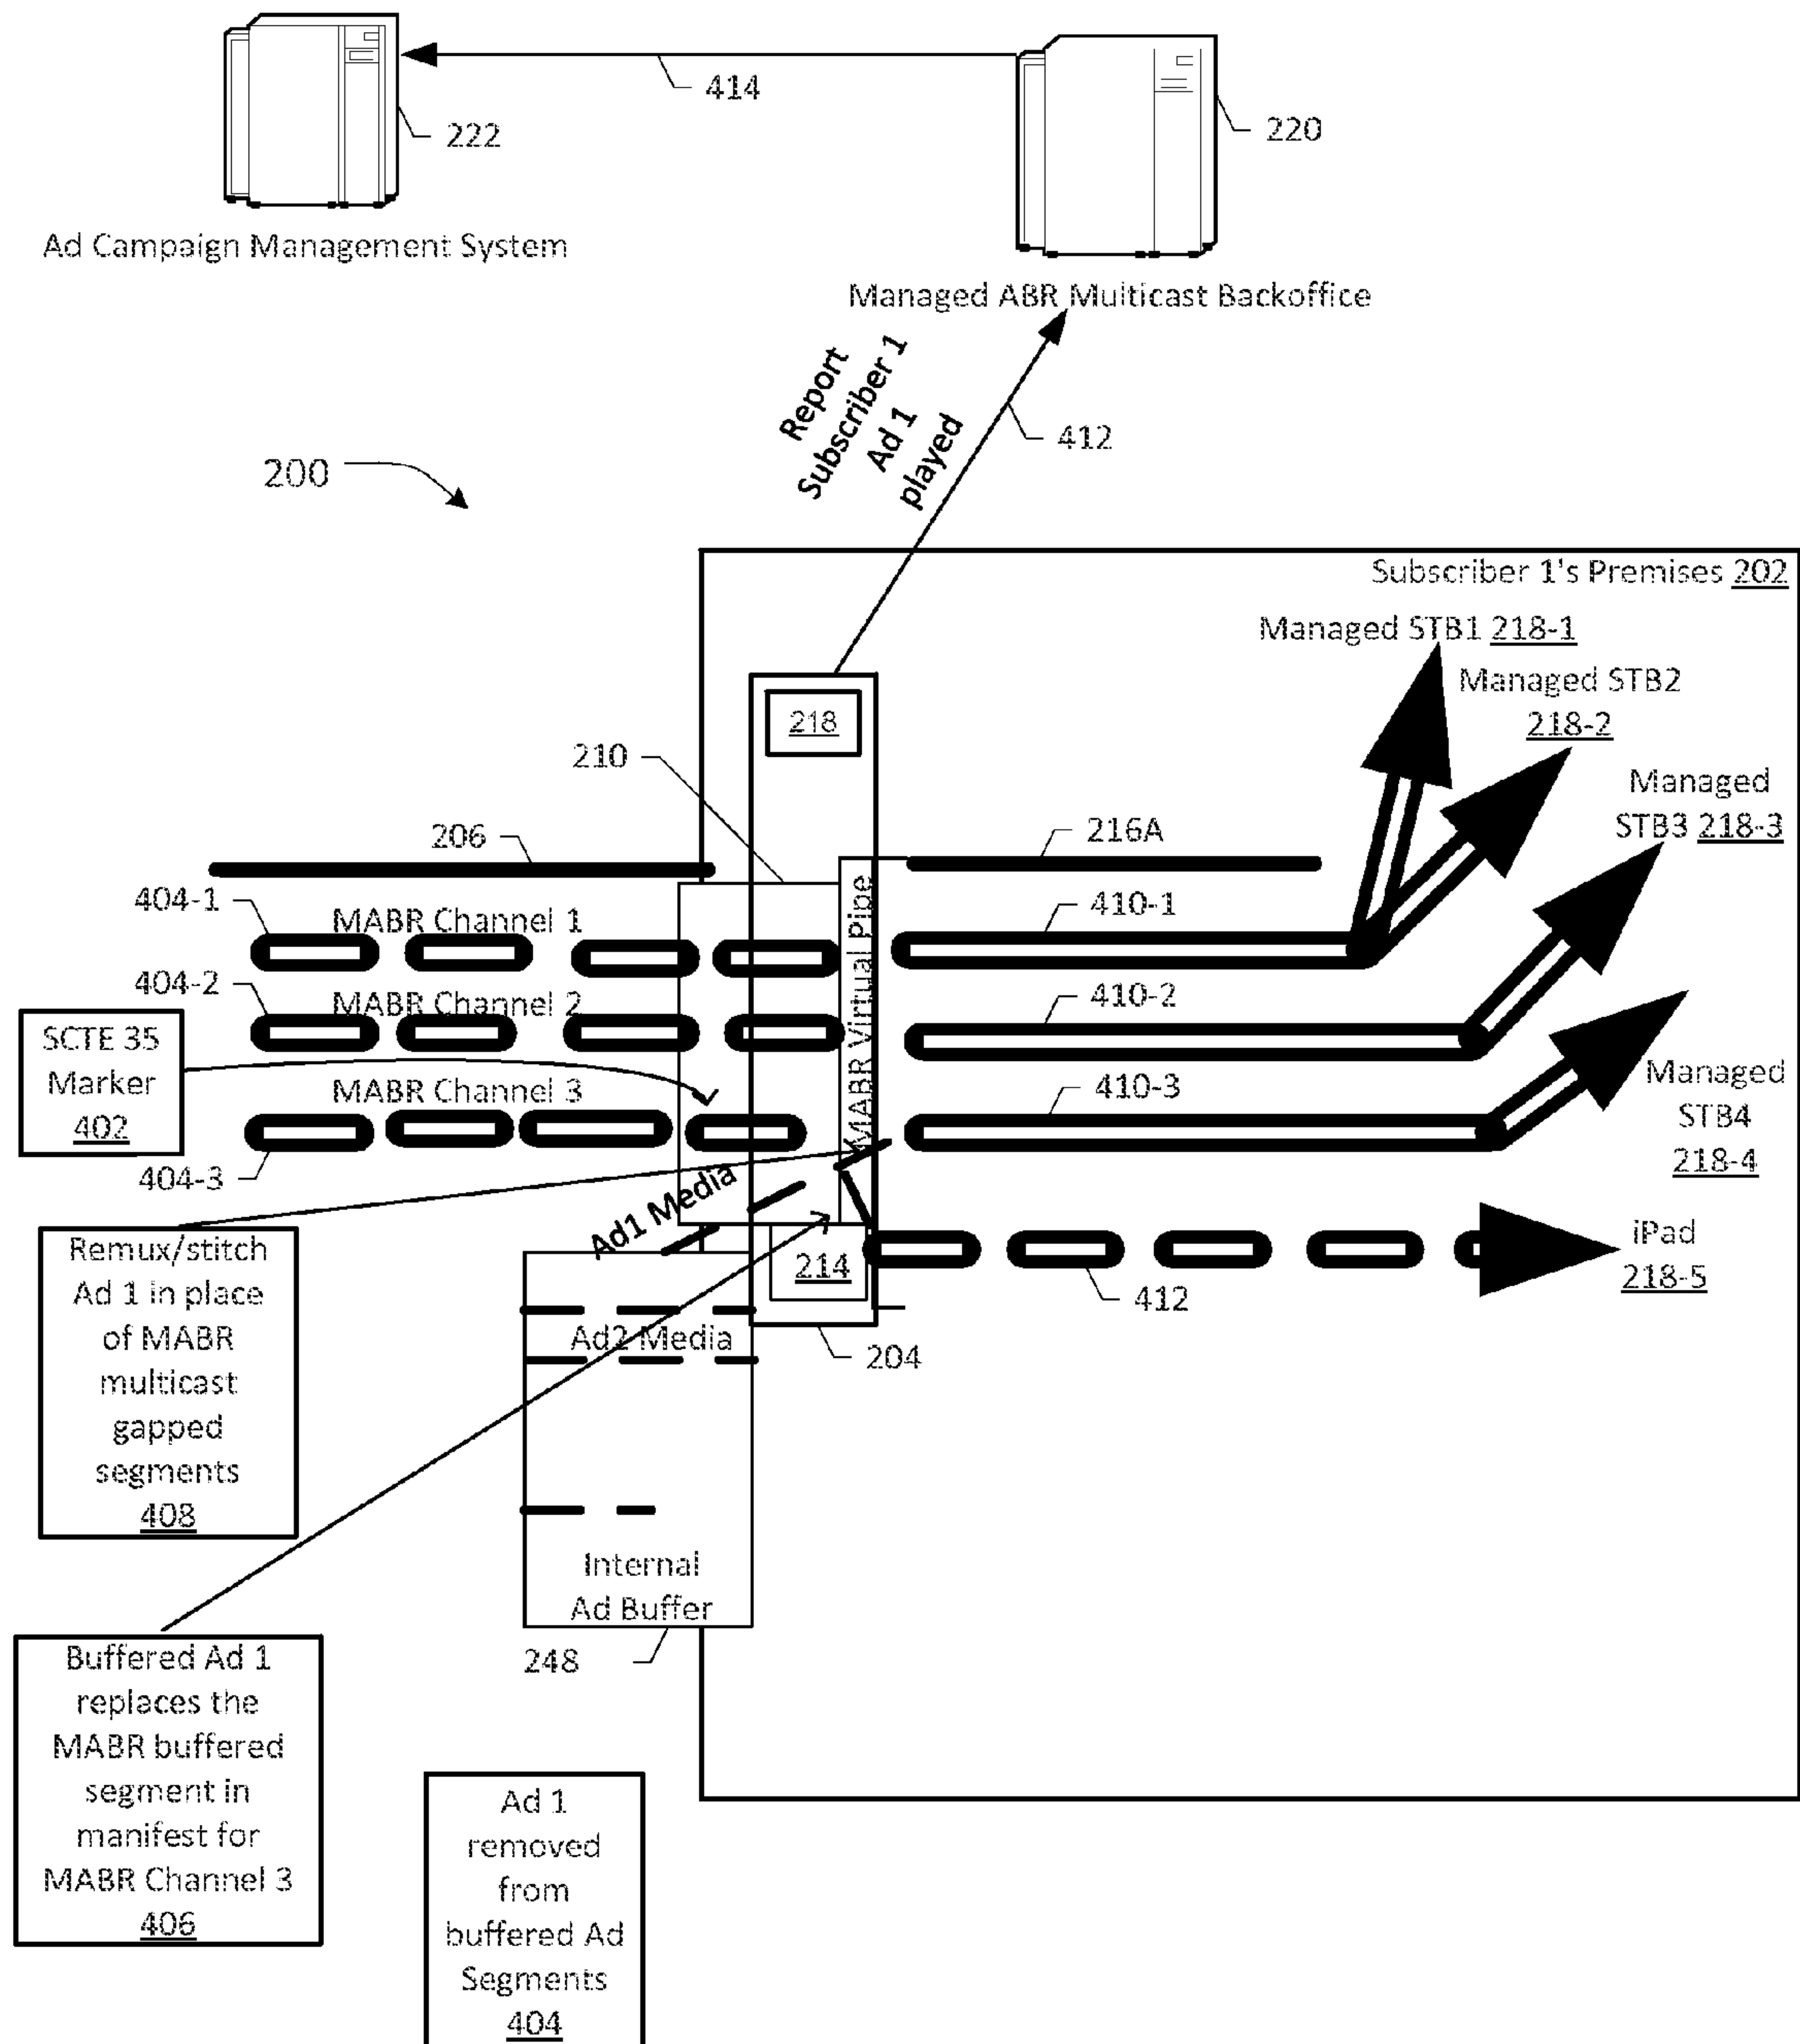 414
222
220
Ad Campaign Management System
Managed ABR Multicast Backoffice
Report
Subscriber 1
Ad 1
played
412
200
Subscriber 1's Premises 202
Managed STB1 218-1
Managed STB2
218-2
218
210
Managed
STB3 218-3
206
216A
404-1
MABR Channel 1
410-1
MABR Virtual Pipe
404-2
MABR Channel 2
410-2
SCTE 35
Marker
402
MABR Channel 3
410-3
Managed
STB4
218-4
404-3
Ad1 Media
Remux/stitch
Ad 1 in place
of MABR
multicast
gapped
segments
408
214
iPad
218-5
412
Ad2 Media
204
Internal
Ad Buffer
248
Buffered Ad 1
replaces the
MABR buffered
segment in
manifest for
MABR Channel 3
406
Ad 1
removed
from
buffered Ad
Segments
404